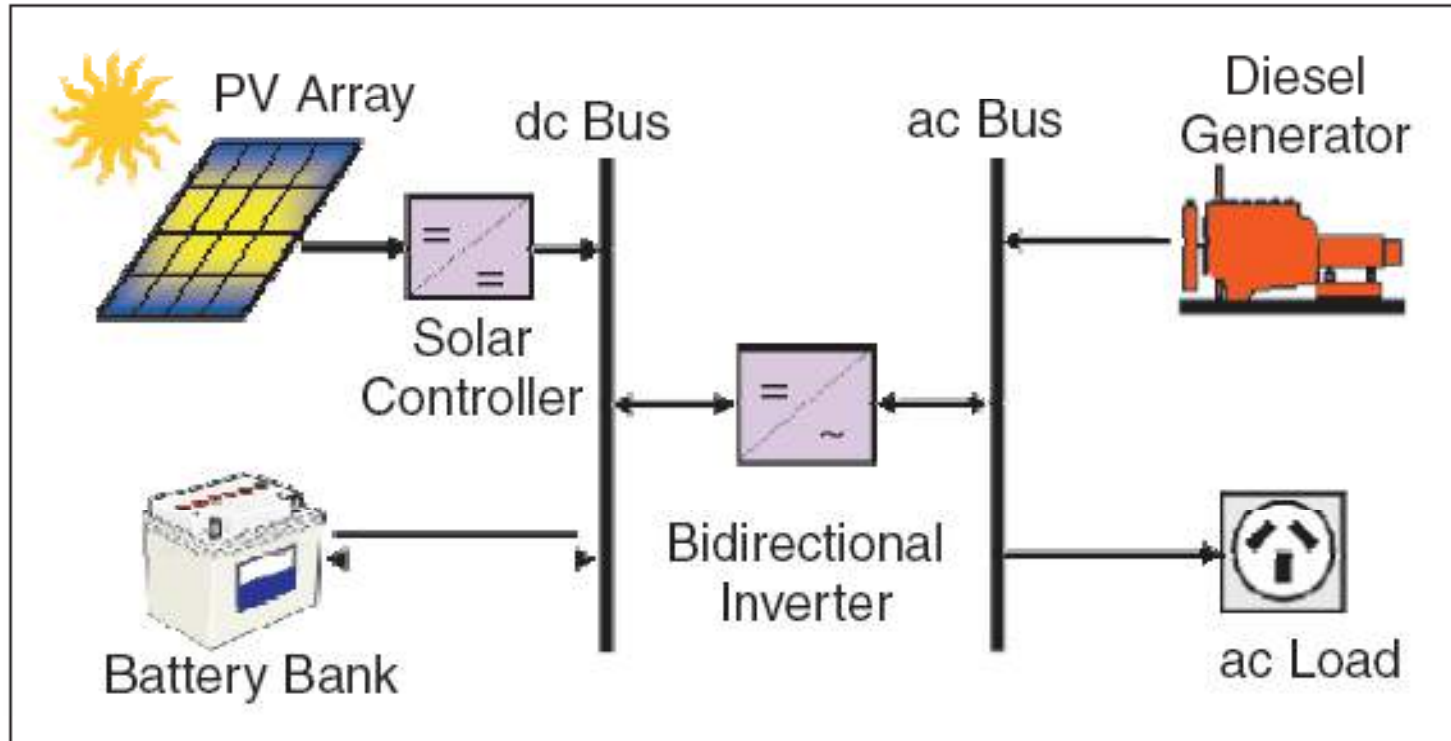 PV Array
dc Bus
ac Bus
Diesel
Generator
=
=
Solar
Controller
=
~
Bidirectional
Inverter
Battery Bank
ac Load